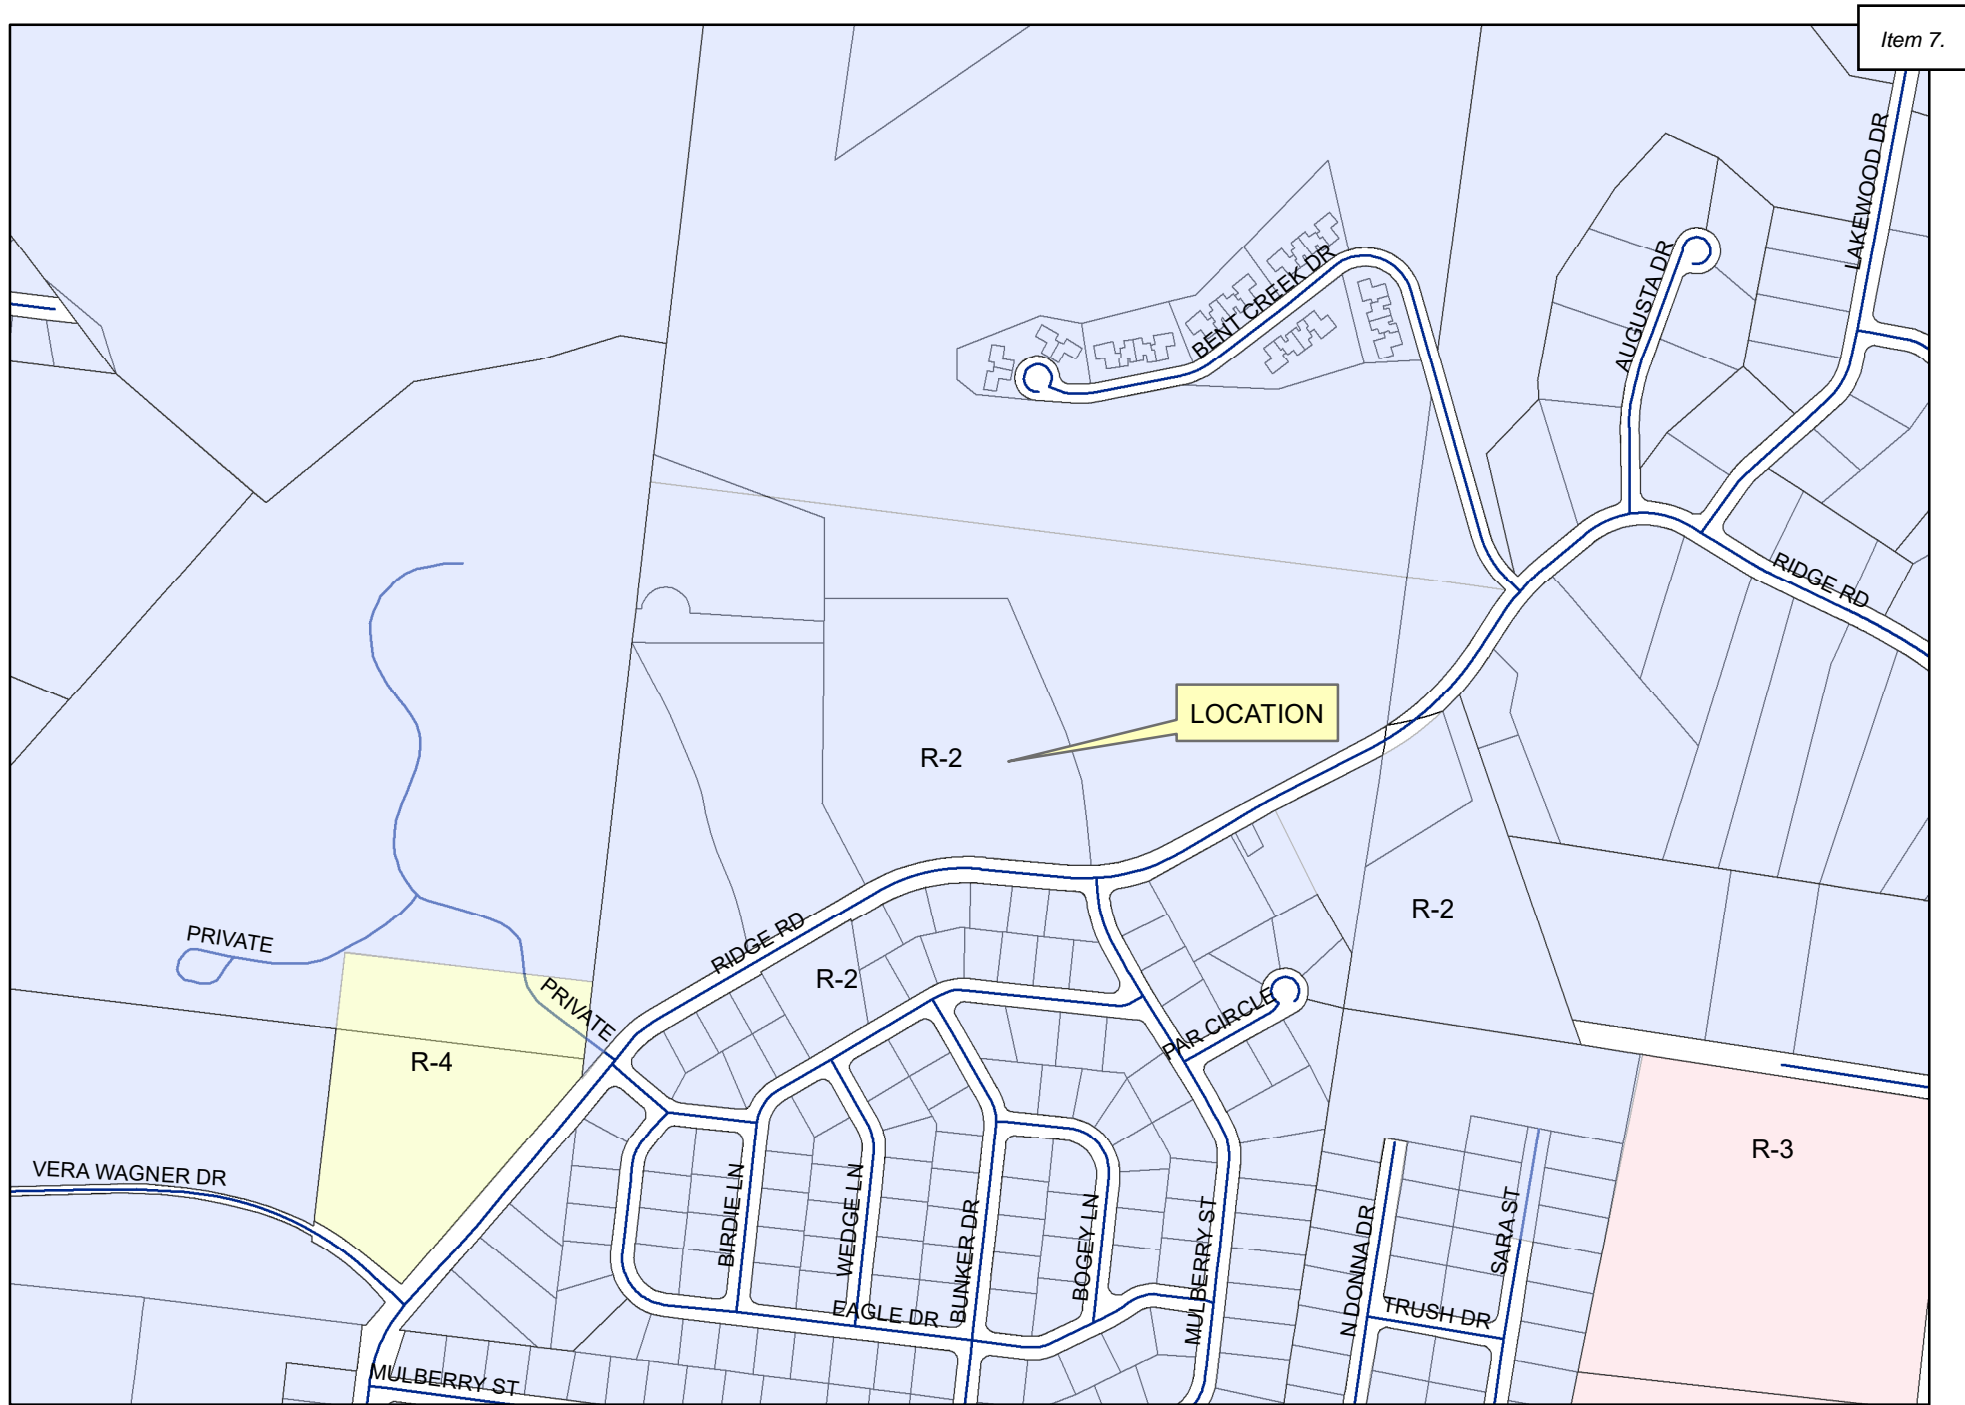 Item 7.
LAKEWOOD DR
AUGUSTA DR
BENT CREEK DR
RIDGE RD
LOCATION
R-2
R-2
PRIVATE
RIDGE RD
R-2
PRIVATE
PAR CIRCLE
R-4
R-3
VERA WAGNER DR
BIRDIE LN
WEDGE LN
BUNKER DR
BOGEY LN
MULBERRY ST
N DONNA DR
SARA ST
EAGLE DR
TRUSH DR
MULBERRY ST